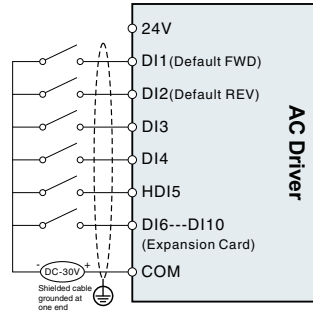 24V
DI1(Default FWD)
DI2(Default REV)
DI3
DI4
HDI5
DI6---DI10
(Expansion Card)
COM
AC Driver
- DC-30V +
Shielded cable
grounded at
one end